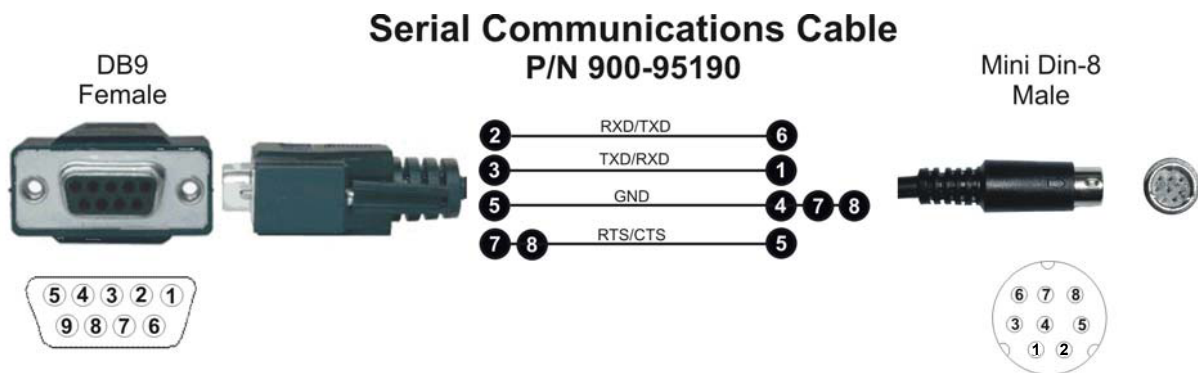 Serial Communications Cable
P/N 900-95190
DB9
Female
Mini Din-8
Male
2 RXD/TXD 6
3 TXD/RXD 1
5 GND 4 7 8
7 8 RTS/CTS 5
5 4 3 2 1
9 8 7 6
6 7 8
3 4 5
1 2